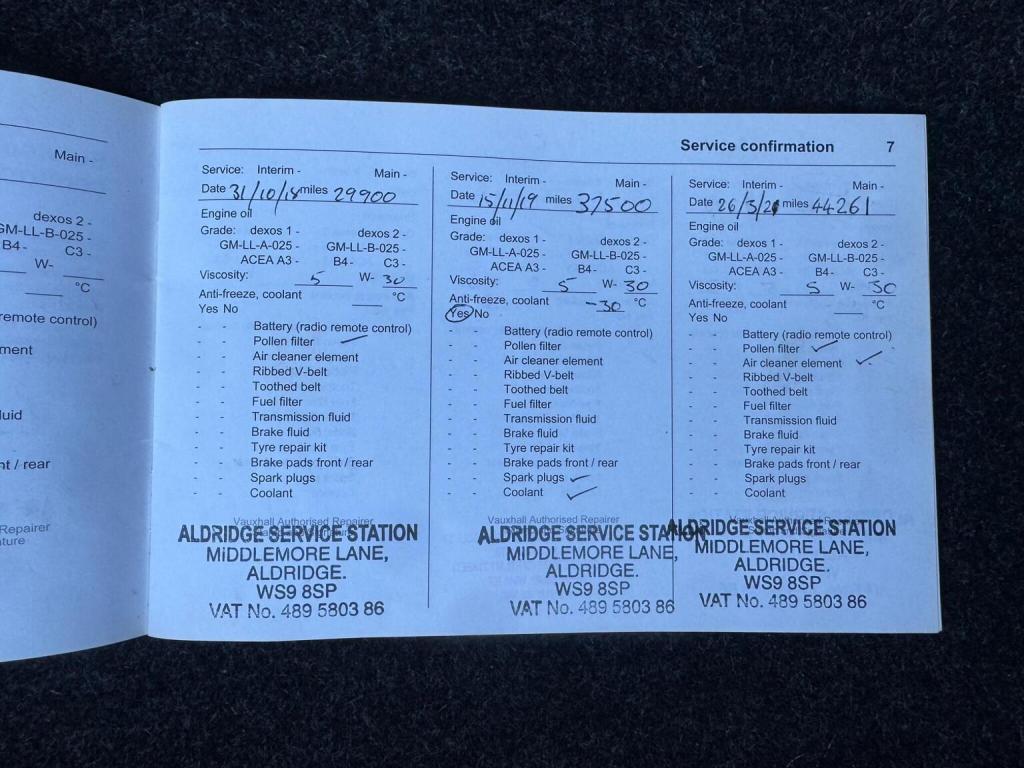 Main -
dexos 2 -
GM-LL-B-025 -
B4 - C3 -
W-
°C
remote control)
ment
uid
nt / rear
Repairer
ature
Service confirmation 7
Service: Interim - Main -
Date 31/10/18 miles 29900
Engine oil
Grade: dexos 1 - dexos 2 -
GM-LL-A-025 - GM-LL-B-025 -
ACEA A3 - B4 - C3 -
Viscosity: 5 W- 30
Anti-freeze, coolant °C
Yes No
- - Battery (radio remote control)
- - Pollen filter ✓
- - Air cleaner element
- - Ribbed V-belt
- - Toothed belt
- - Fuel filter
- - Transmission fluid
- - Brake fluid
- - Tyre repair kit
- - Brake pads front / rear
- - Spark plugs
- - Coolant
Vauxhall Authorised Repairer
ALDRIDGE SERVICE STATION
MIDDLEMORE LANE,
ALDRIDGE.
WS9 8SP
VAT No. 489 5803 86
Service: Interim - Main -
Date 15/11/19 miles 37500
Engine oil
Grade: dexos 1 - dexos 2 -
GM-LL-A-025 - GM-LL-B-025 -
ACEA A3 - B4 - C3 -
Viscosity: 5 W- 30
Anti-freeze, coolant -30 °C
Yes No
- - Battery (radio remote control)
- - Pollen filter
- - Air cleaner element
- - Ribbed V-belt
- - Toothed belt
- - Fuel filter
- - Transmission fluid
- - Brake fluid
- - Tyre repair kit
- - Brake pads front / rear
- - Spark plugs ✓
- - Coolant ✓
Vauxhall Authorised Repairer
ALDRIDGE SERVICE STATION
MIDDLEMORE LANE,
ALDRIDGE.
WS9 8SP
VAT No. 489 5803 86
Service: Interim - Main -
Date 26/3/21 miles 44261
Engine oil
Grade: dexos 1 - dexos 2 -
GM-LL-A-025 - GM-LL-B-025 -
ACEA A3 - B4 - C3 -
Viscosity: 5 W- 30
Anti-freeze, coolant °C
Yes No
- - Battery (radio remote control)
- - Pollen filter ✓
- - Air cleaner element ✓
- - Ribbed V-belt
- - Toothed belt
- - Fuel filter
- - Transmission fluid
- - Brake fluid
- - Tyre repair kit
- - Brake pads front / rear
- - Spark plugs
- - Coolant
Vauxhall Authorised Repairer
ALDRIDGE SERVICE STATION
MIDDLEMORE LANE,
ALDRIDGE.
WS9 8SP
VAT No. 489 5803 86